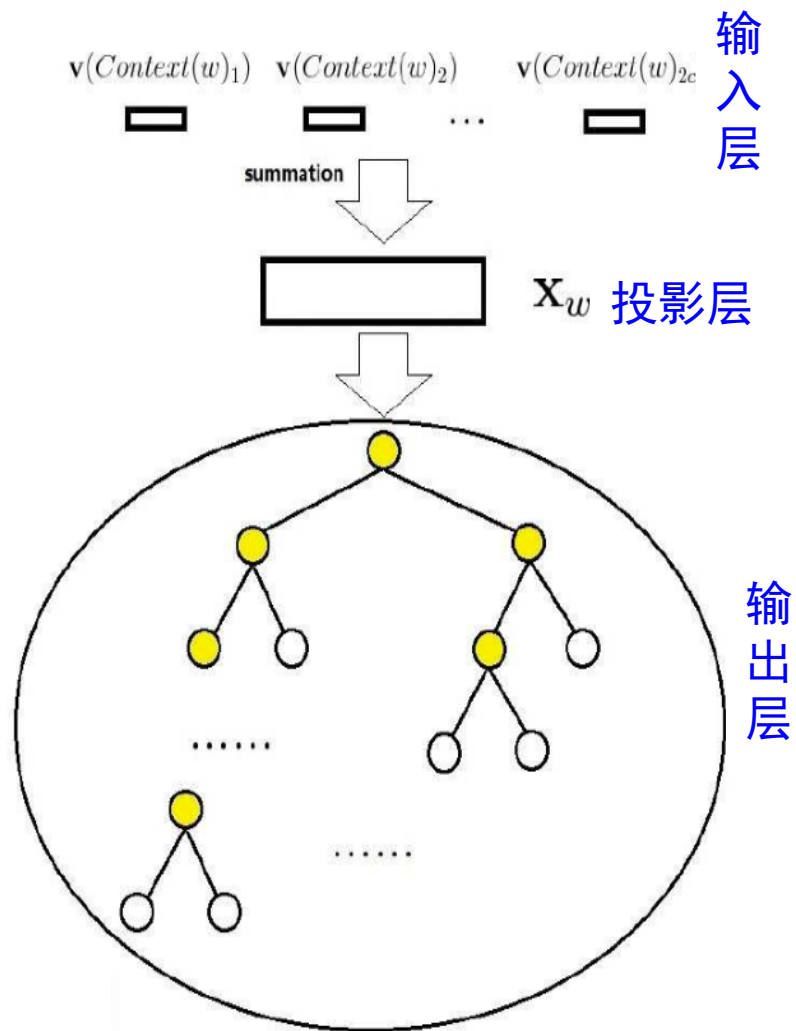 v(Context(w)₁) v(Context(w)₂) v(Context(w)₂c
输入层
...
summation
Xw 投影层
输出层
......
......